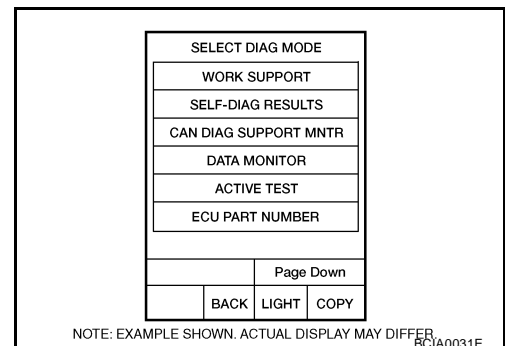 SELECT DIAG MODE
WORK SUPPORT
SELF-DIAG RESULTS
CAN DIAG SUPPORT MNTR
DATA MONITOR
ACTIVE TEST
ECU PART NUMBER
Page Down
BACK LIGHT COPY
NOTE: EXAMPLE SHOWN. ACTUAL DISPLAY MAY DIFFER.
BCIA0031E